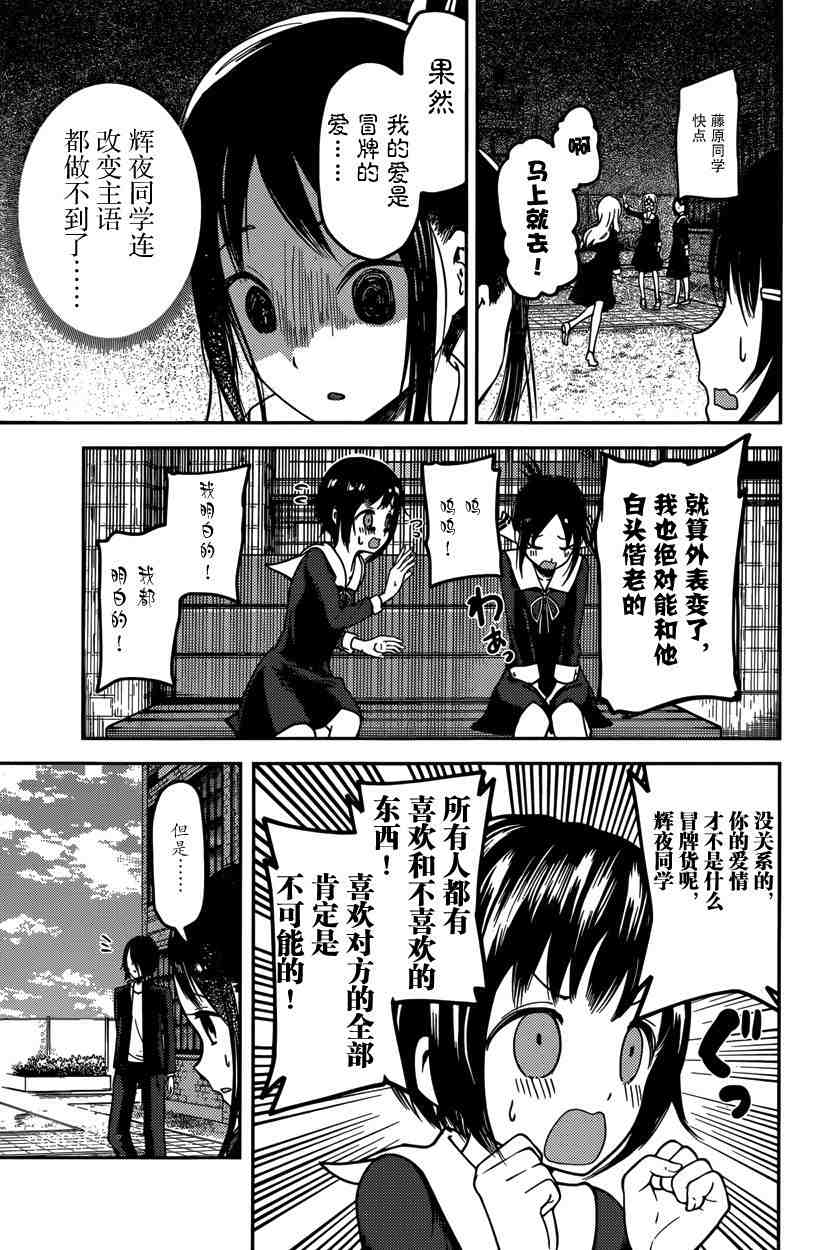 藤原同学
快点
啊
马上就去！
果然
我的爱是
冒牌的
爱……
辉夜同学连
改变主语
都做不到了……
就算外表变了，
我也绝对能和他
白头偕老的
呜
呜呜！
わあっ
我明白的！
我都
明白的！
没关系的，
你的爱情
才不是什么
冒牌货呢，
辉夜同学
所有人都有
喜欢和不喜欢的
东西！
喜欢对方的全部
肯定是
不可能的！
但是……